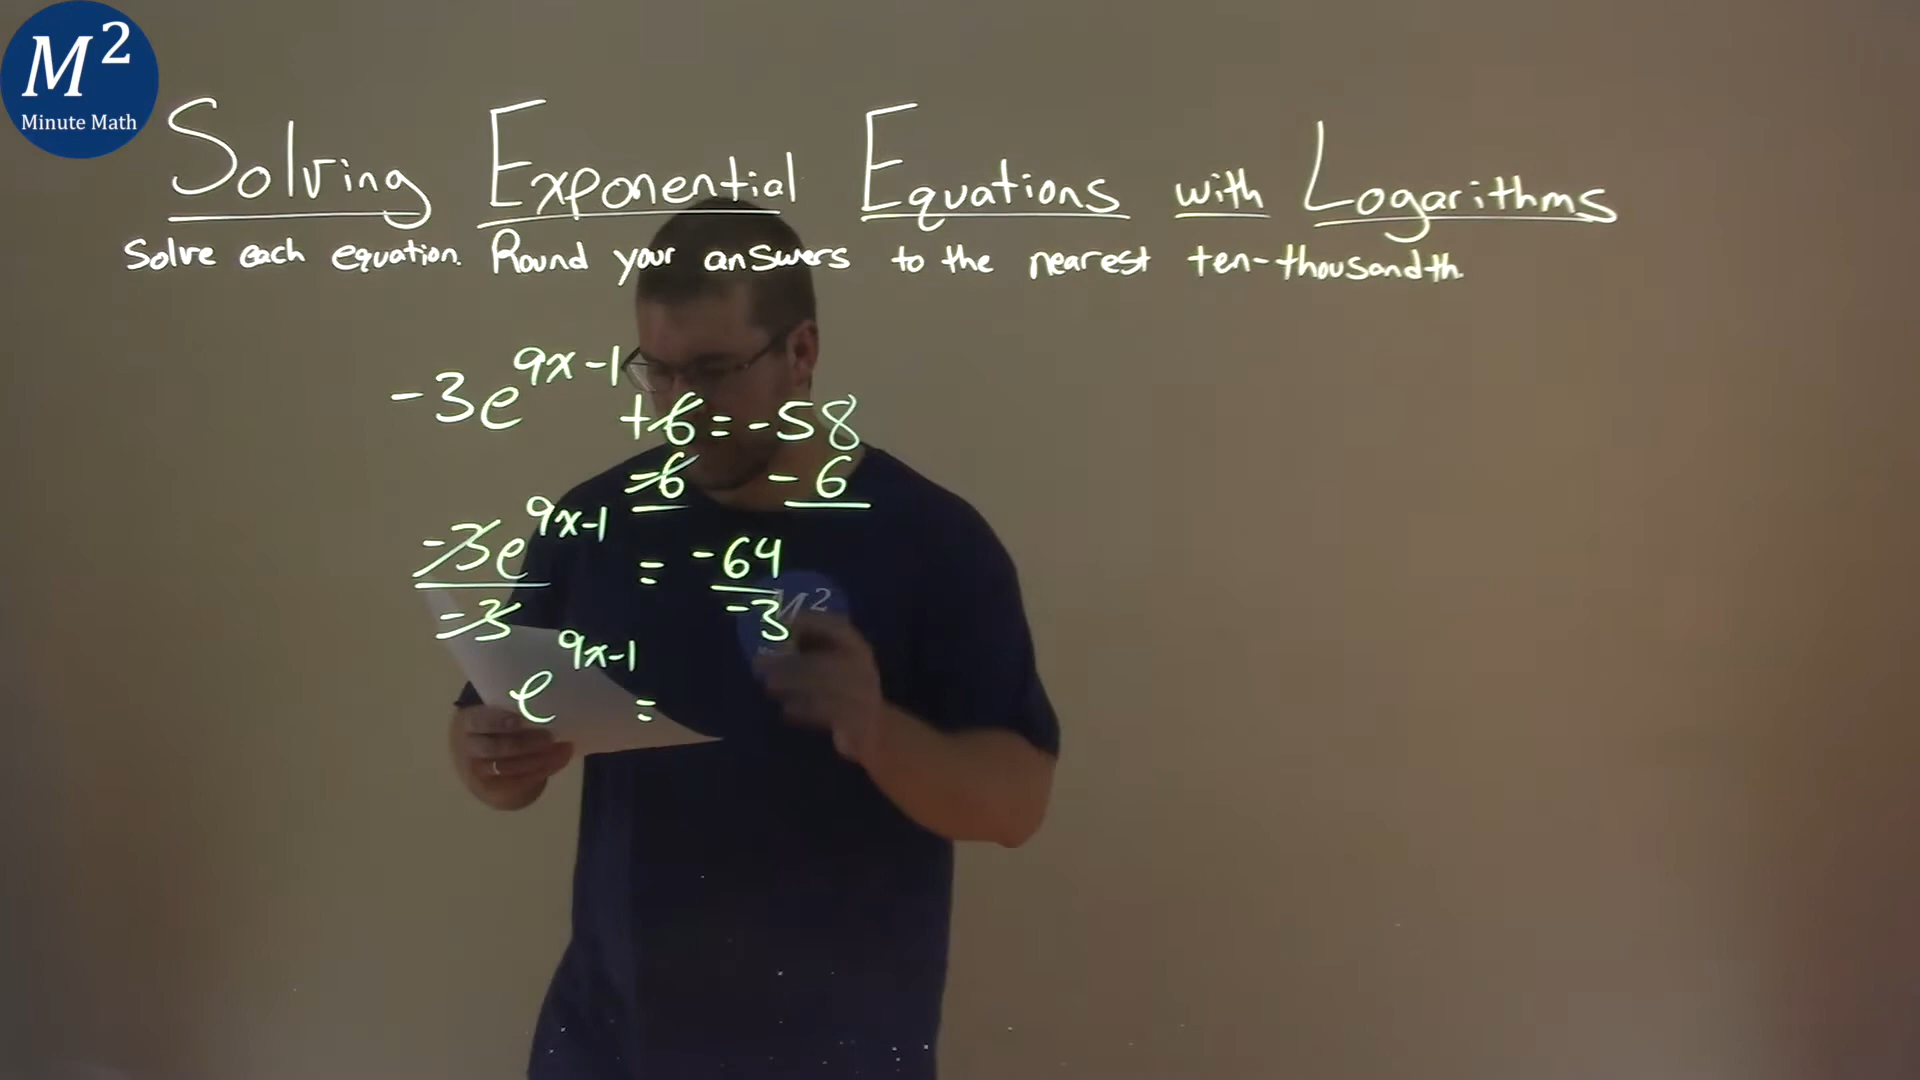 M²
Minute Math
Solving Exponential Equations with Logarithms
Solve each equation. Round your answers to the nearest ten-thousandth.
-3e^(9x-1) +6 = -58
-6 -6
-3e^(9x-1) = -64
-3 -3
e^(9x-1) =
M²